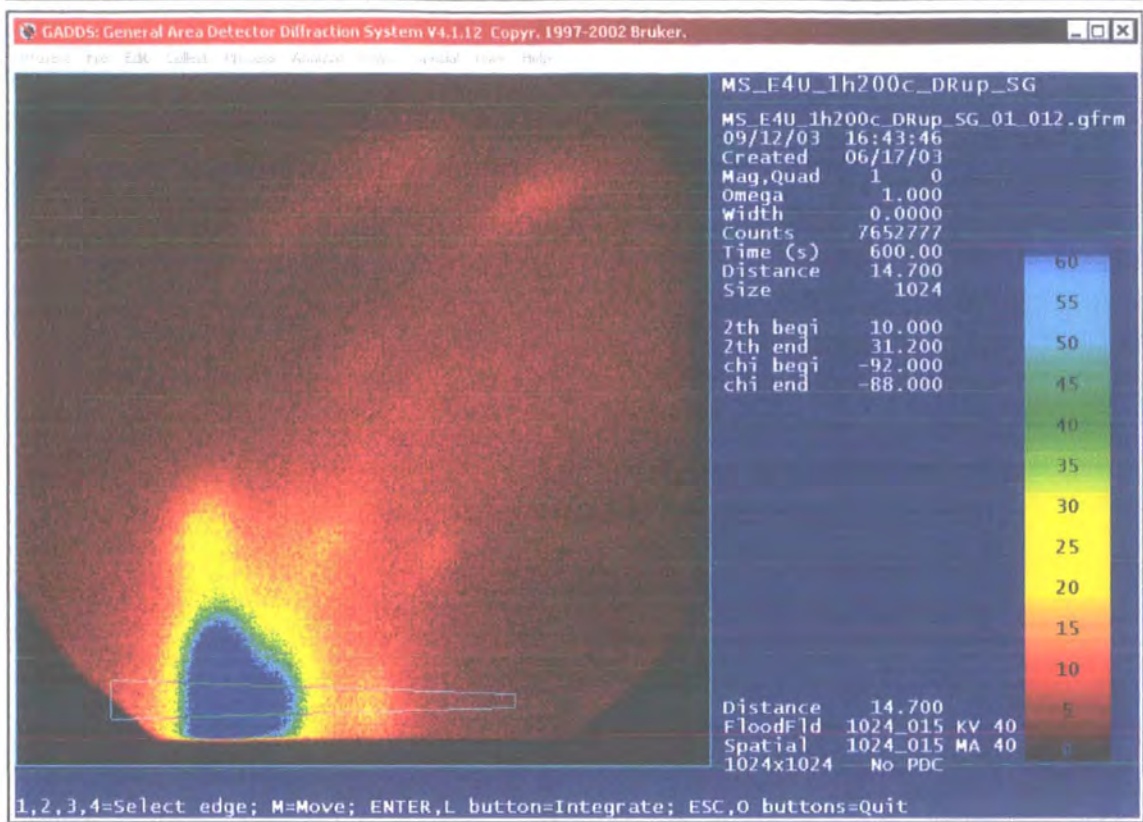 GADDS: General Area Detector Diffraction System V4.1.12 Copyr. 1997-2002 Bruker.
MS_E4U_1h200c_DRup_SG
MS_E4U_1h200c_DRup_SG_01_012.gfrm
09/12/03 16:43:46
Created 06/17/03
Mag,Quad 1 0
Omega 1.000
Width 0.0000
Counts 7652777
Time (s) 600.00
Distance 14.700
Size 1024
2th begi 10.000
2th end 31.200
chi begi -92.000
chi end -88.000
60
55
50
45
40
35
30
25
20
15
10
5
0
Distance 14.700
FloodFld 1024_015 KV 40
Spatial 1024_015 MA 40
1024x1024 No PDC
1,2,3,4=Select edge; M=Move; ENTER,L button=Integrate; ESC,O buttons=Quit